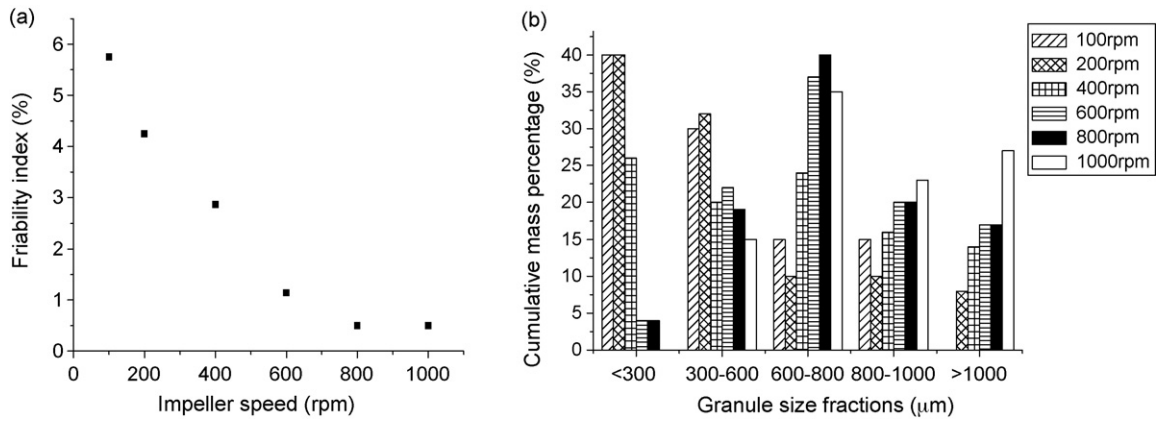 (a)
Friability index (%)
6
5
4
3
2
1
0
0 200 400 600 800 1000
Impeller speed (rpm)
(b)
Cumulative mass percentage (%)
40
35
30
25
20
15
10
5
0
<300 300-600 600-800 800-1000 >1000
Granule size fractions (μm)
100rpm
200rpm
400rpm
600rpm
800rpm
1000rpm